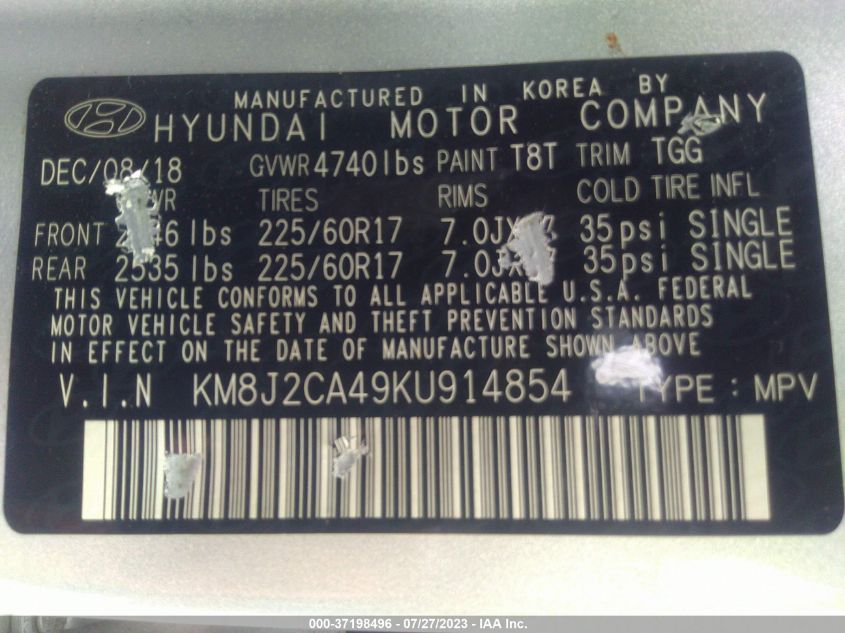 MANUFACTURED IN KOREA BY
HYUNDAI MOTOR COMPANY
DEC/08/18 GVWR 4740lbs PAINT T8T TRIM TGG
TIRES RIMS COLD TIRE INFL
FRONT lbs 225/60R17 35psi SINGLE
REAR 2535 lbs 225/60R17 35psi SINGLE
THIS VEHICLE CONFORMS TO ALL APPLICABLE U.S.A. FEDERAL
MOTOR VEHICLE SAFETY AND THEFT PREVENTION STANDARDS
IN EFFECT ON THE DATE OF MANUFACTURE SHOWN ABOVE
V.I.N KM8J2CA49KU914854 TYPE : MPV
000-37198496 - 07/27/2023 - IAA Inc.